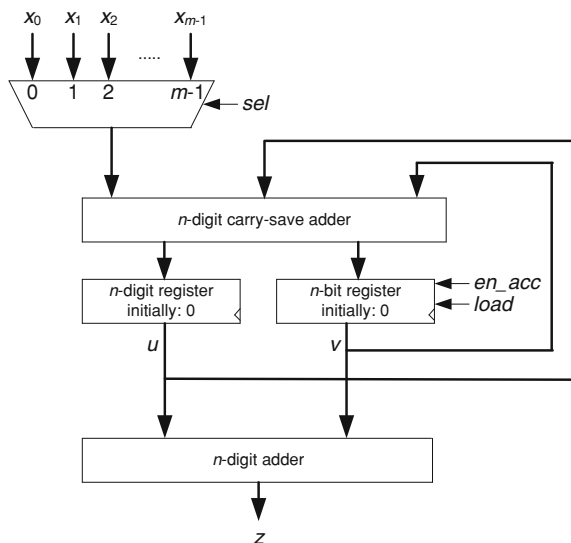 x0 x1 x2 ..... xm-1
0 1 2 m-1
sel
n-digit carry-save adder
n-digit register
initially: 0
n-bit register
initially: 0
en_acc
load
u
v
n-digit adder
z